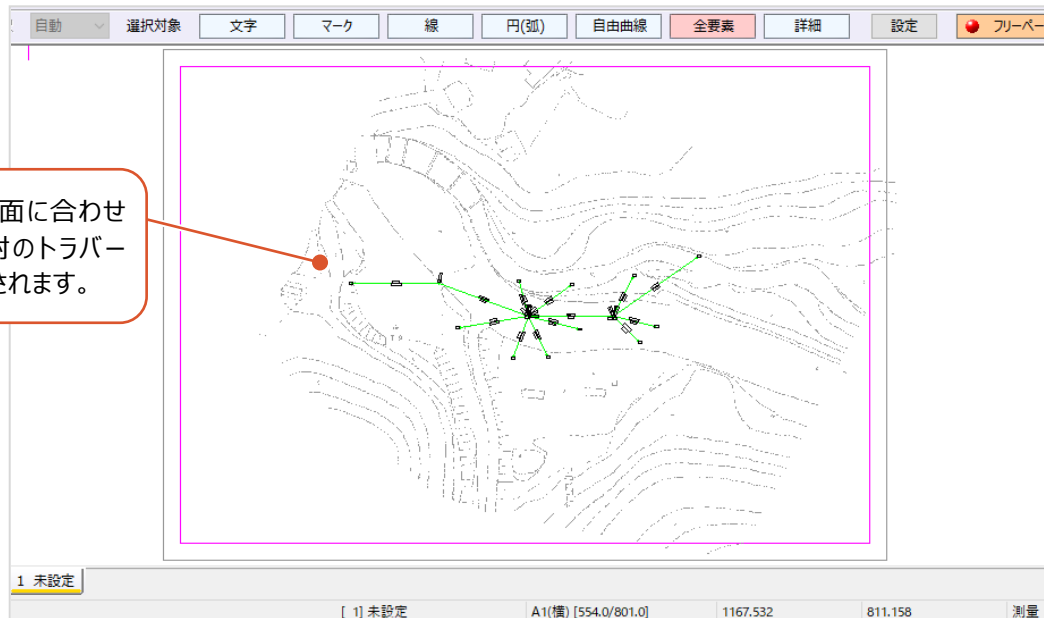 自動 選択対象 文字 マーク 線 円(弧) 自由曲線 全要素 詳細 設定 フリーペー
面に合わせ
対のトラバー
されます。
1 未設定
[ 1] 未設定 A1(横) [554.0/801.0] 1167.532 811.158 測量